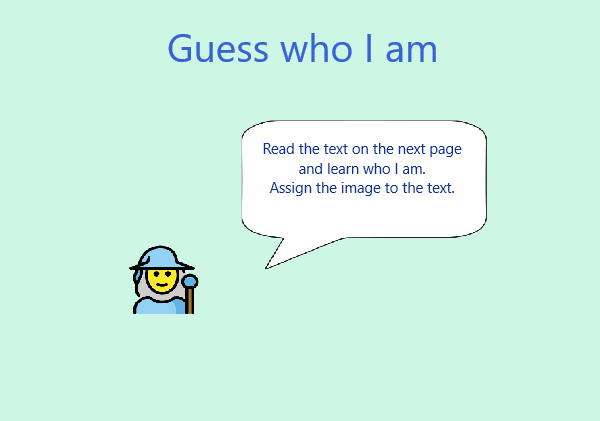 Guess who I am
Read the text on the next page
and learn who I am.
Assign the image to the text.